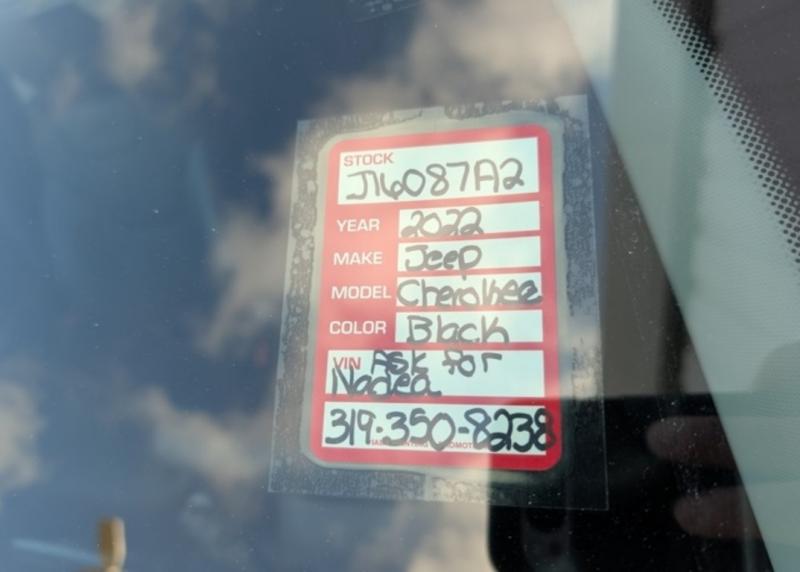 STOCK
J16087A2
YEAR 2022
MAKE Jeep
MODEL Cherokee
COLOR Black
VIN Ask for
Nadea
319-350-8238